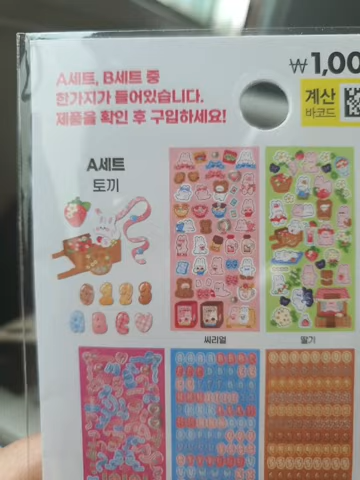 ₩1,00
A세트, B세트 중
한가지가 들어있습니다.
제품을 확인 후 구입하세요!
계산
바코드
A세트
토끼
씨리얼
딸기